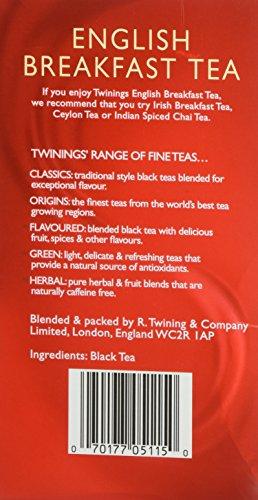 ENGLISH
BREAKFAST TEA
If you enjoy Twinings English Breakfast Tea,
we recommend that you try Irish Breakfast Tea,
Ceylon Tea or Indian Spiced Chai Tea.
TWININGS' RANGE OF FINE TEAS...
CLASSICS: traditional style black teas blended for
exceptional flavour.
ORIGINS: the finest teas from the world's best tea
growing regions.
FLAVOURED: blended black tea with delicious
fruit, spices & other flavours.
GREEN: light, delicate & refreshing teas that
provide a natural source of antioxidants.
HERBAL: pure herbal & fruit blends that are
naturally caffeine free.
Blended & packed by R. Twining & Company
Limited, London, England WC2R 1AP
Ingredients: Black Tea
0 70177 05115 0